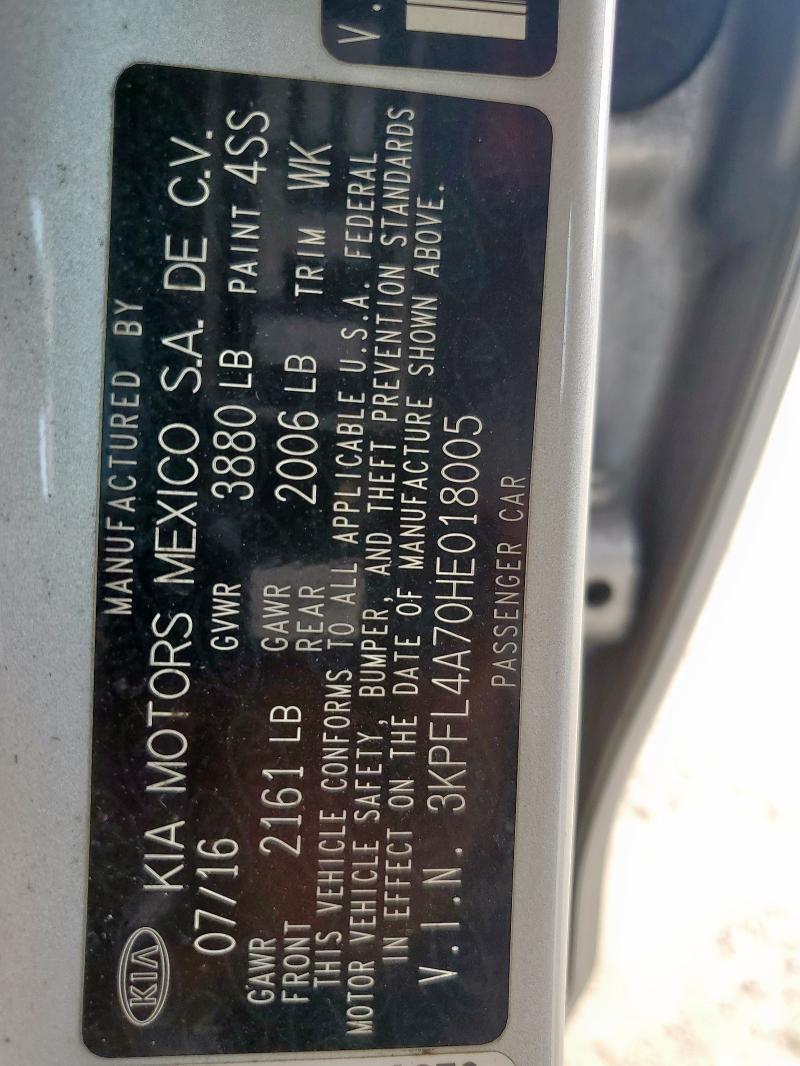 V.
MANUFACTURED BY
KIA KIA MOTORS MEXICO S.A. DE C.V.
07/16 GVWR 3880 LB PAINT 4SS
GAWR FRONT 2161 LB GAWR REAR 2006 LB TRIM WK
THIS VEHICLE CONFORMS TO ALL APPLICABLE U.S.A. FEDERAL
MOTOR VEHICLE SAFETY, BUMPER, AND THEFT PREVENTION STANDARDS
IN EFFECT ON THE DATE OF MANUFACTURE SHOWN ABOVE.
V.I.N. 3KPFL4A70HE018005
PASSENGER CAR